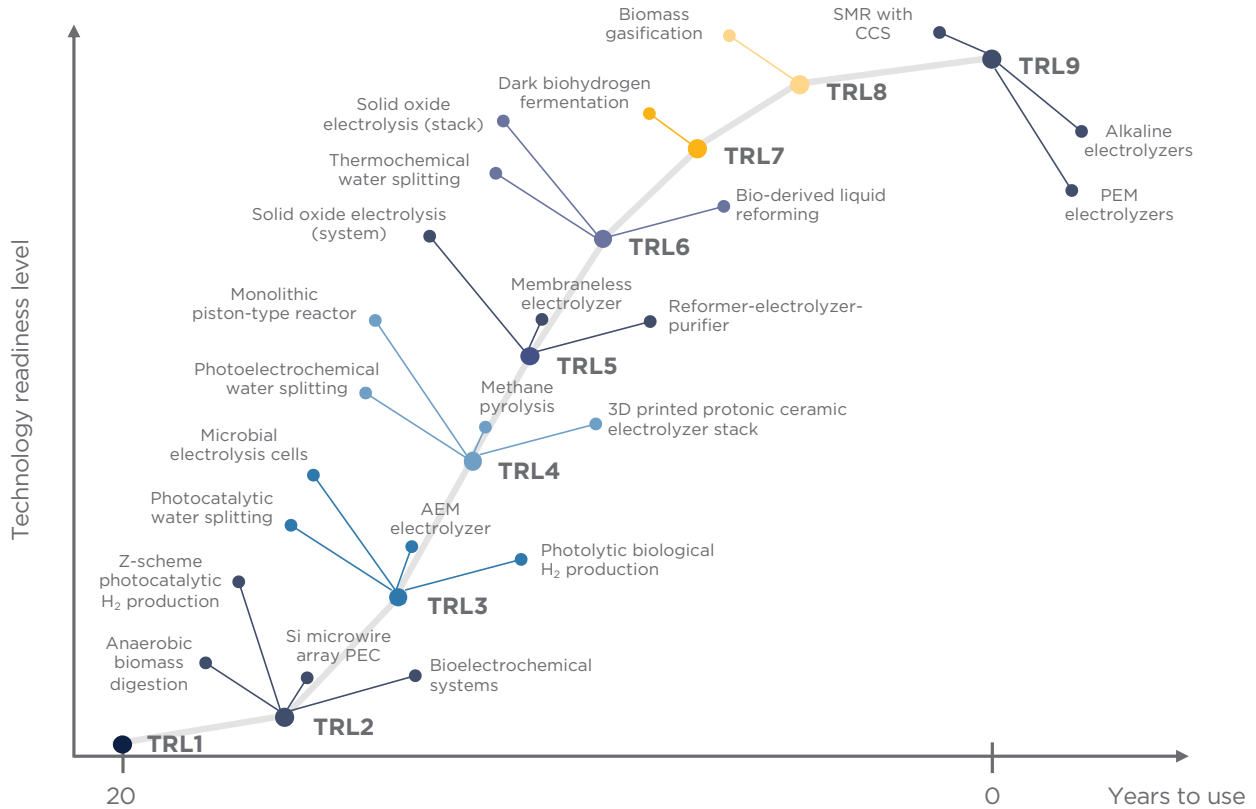 Biomass
gasification
SMR with
CCS
TRL9
TRL8
Dark biohydrogen
fermentation
Solid oxide
electrolysis (stack)
Alkaline
electrolyzers
TRL7
Thermochemical
water splitting
Bio-derived liquid
reforming
PEM
electrolyzers
Solid oxide electrolysis
(system)
TRL6
Technology readiness level
Monolithic
piston-type reactor
Membraneless
electrolyzer
Reformer-electrolyzer-
purifier
TRL5
Photoelectrochemical
water splitting
Methane
pyrolysis
3D printed protonic ceramic
electrolyzer stack
Microbial
electrolysis cells
TRL4
Photocatalytic
water splitting
AEM
electrolyzer
Photolytic biological
H₂ production
Z-scheme
photocatalytic
H₂ production
TRL3
Anaerobic
biomass
digestion
Si microwire
array PEC
Bioelectrochemical
systems
TRL2
TRL1
20
0
Years to use